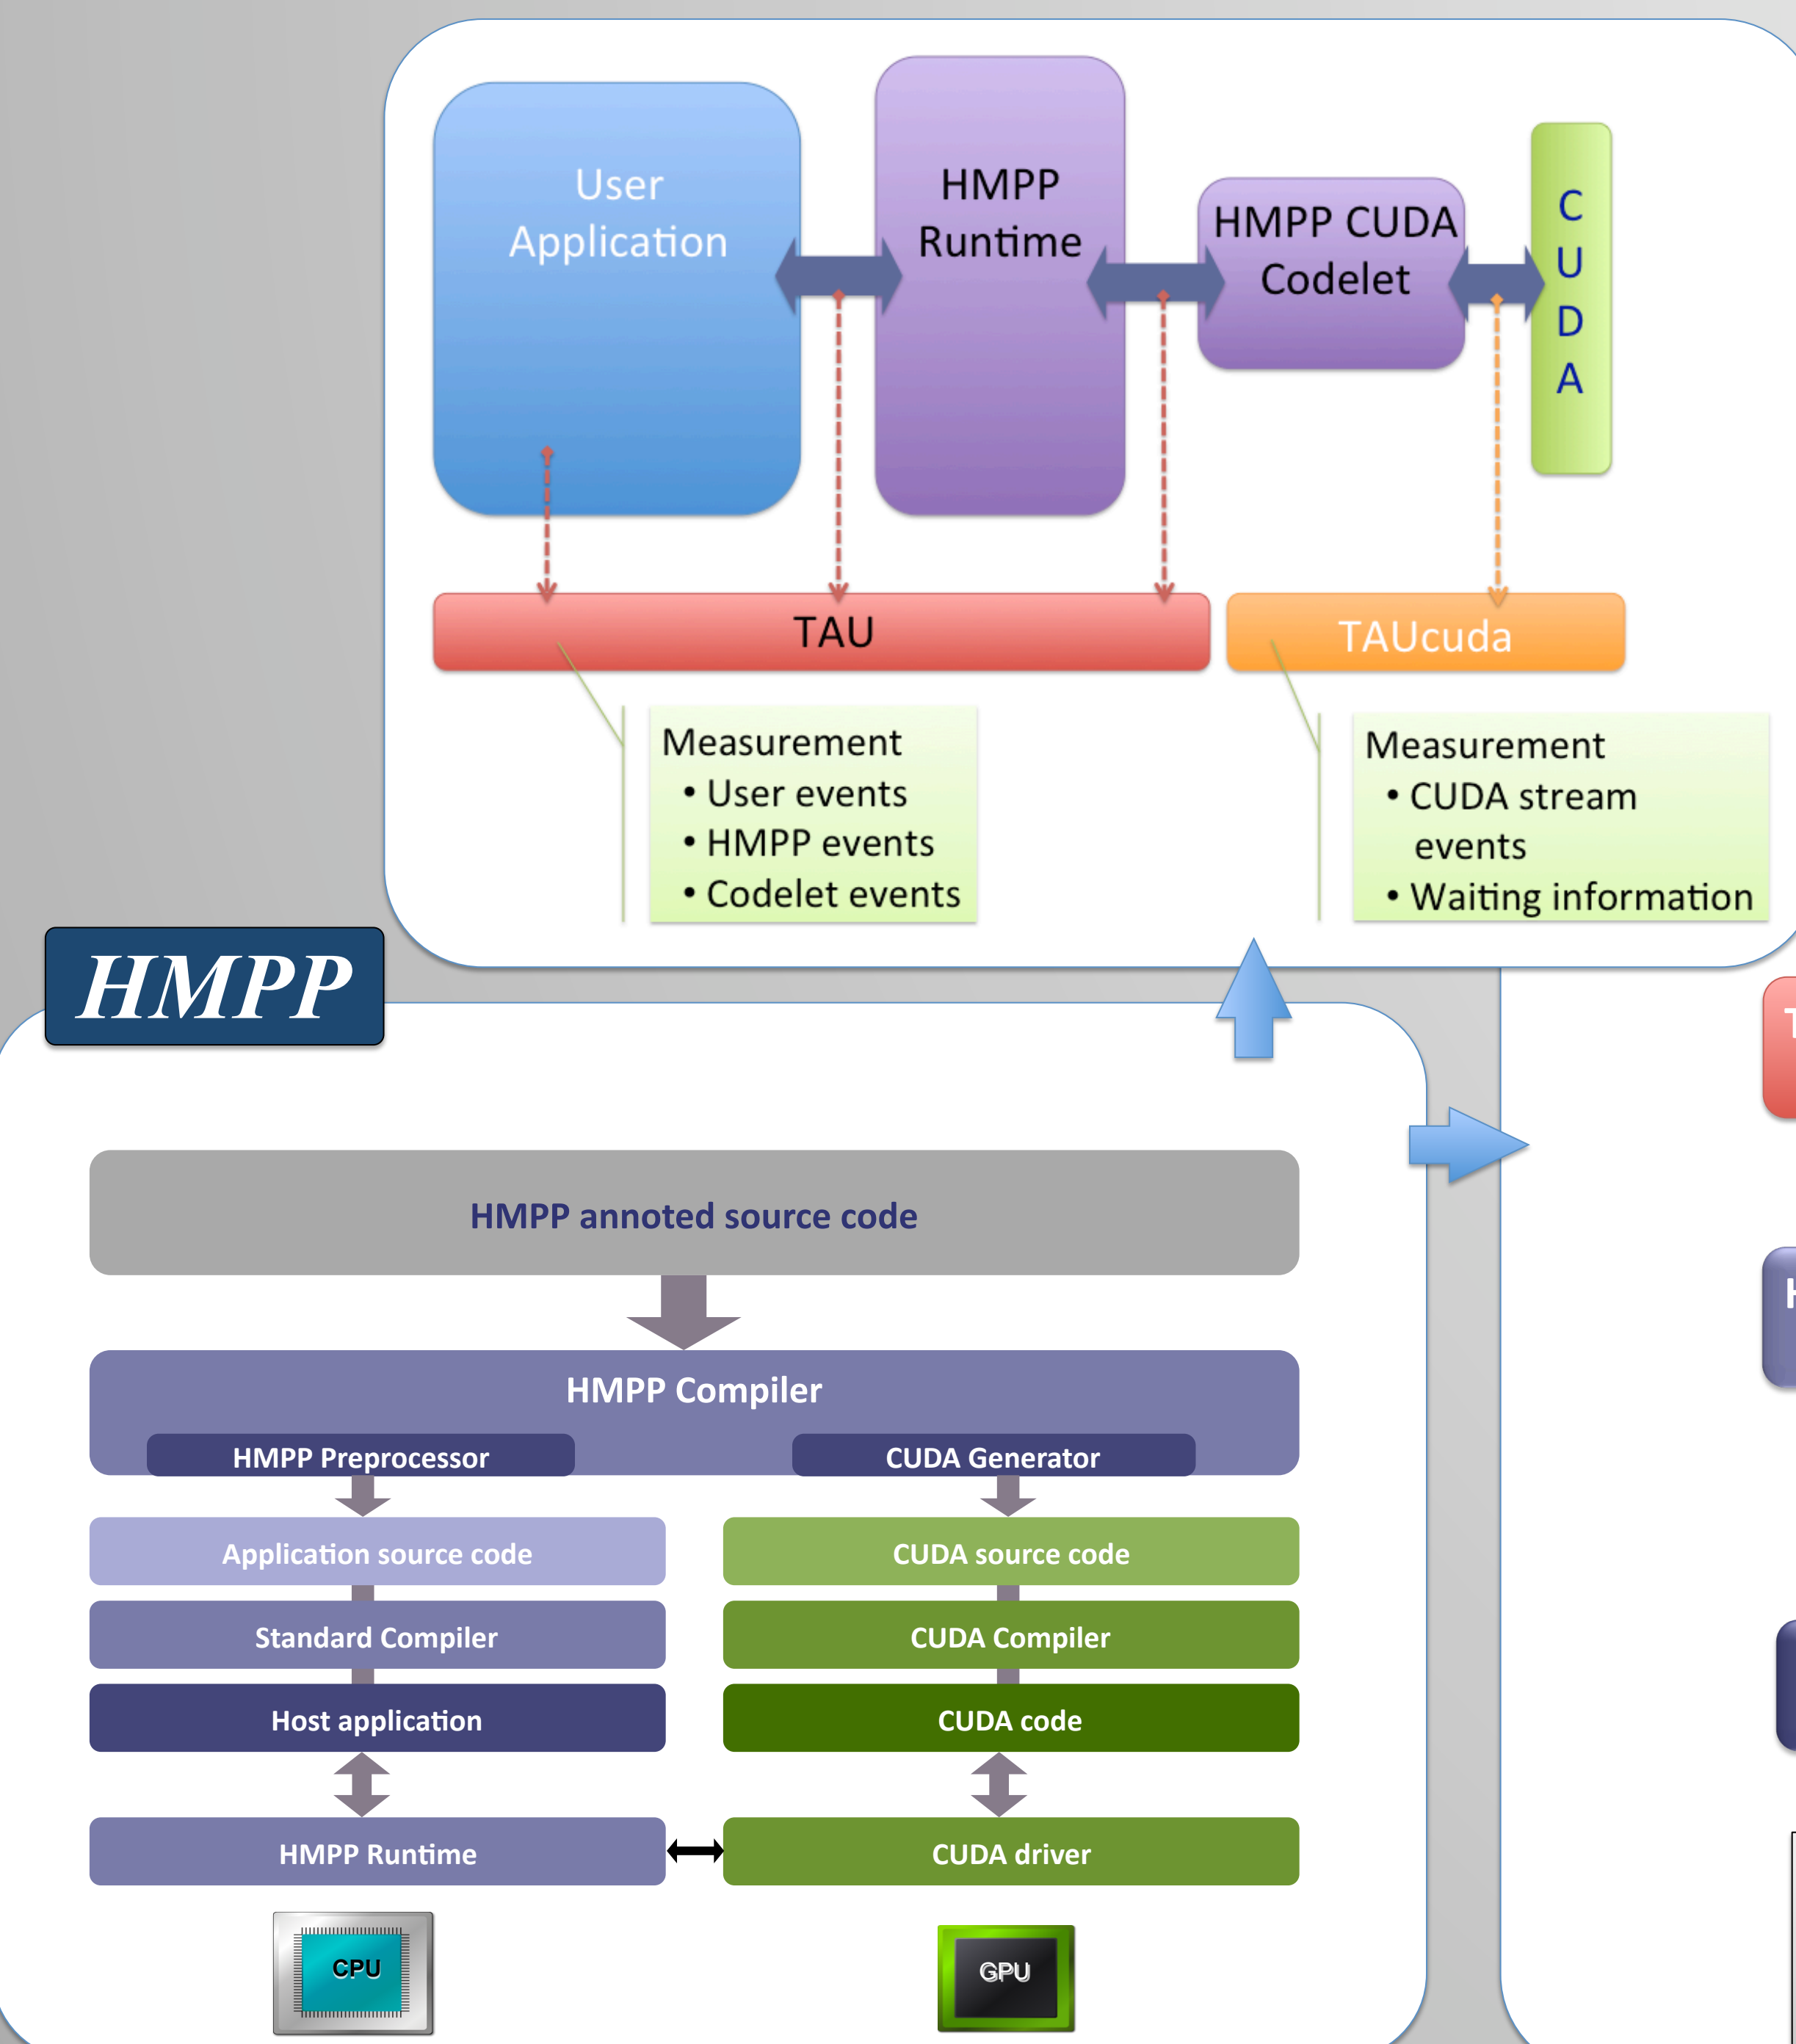 User
Application
HMPP
Runtime
HMPP CUDA
Codelet
C
U
D
A
TAU
TAUcuda
Measurement
• User events
• HMPP events
• Codelet events
Measurement
• CUDA stream
events
• Waiting information
HMPP
HMPP annoted source code
HMPP Compiler
HMPP Preprocessor
CUDA Generator
Application source code
CUDA source code
Standard Compiler
CUDA Compiler
Host application
CUDA code
HMPP Runtime
CUDA driver
CPU
GPU